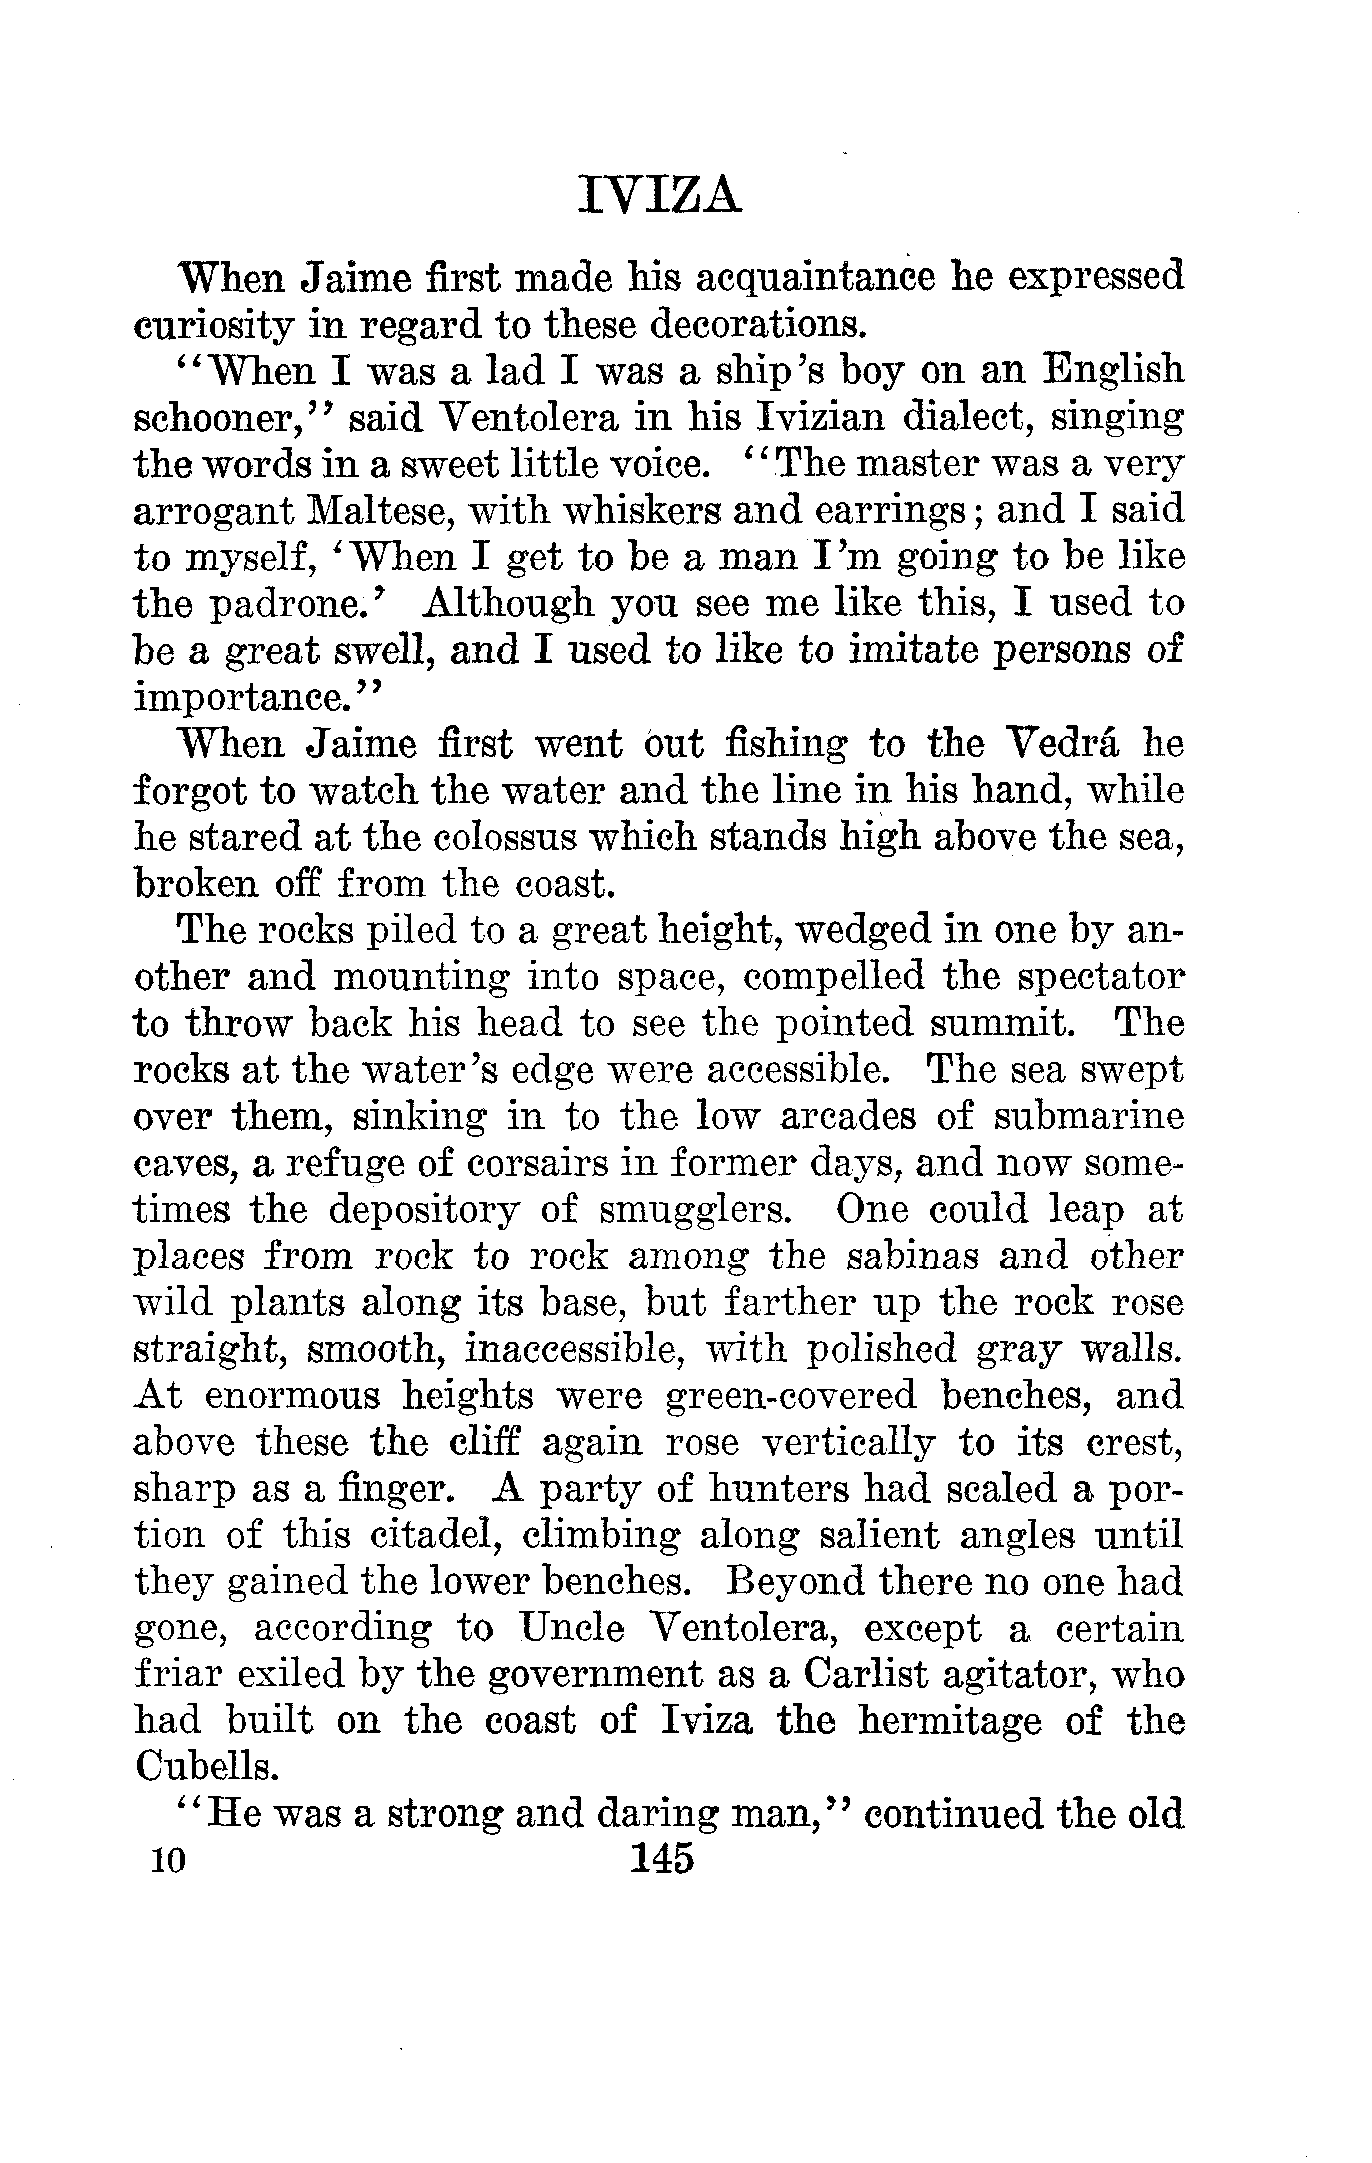 IVIZA
When Jaime first made his acquaintance he expressed
curiosity in regard to these decorations.
"When I was a lad I was a ship's boy on an English
schooner," said Ventolera in his Ivizian dialect, singing
the words in a sweet little voice. "The master was a very
arrogant Maltese, with whiskers and earrings; and I said
to myself, 'When I get to be a man I'm going to be like
the padrone.' Although you see me like this, I used to
be a great swell, and I used to like to imitate persons of
importance."
When Jaime first went out fishing to the Vedrá he
forgot to watch the water and the line in his hand, while
he stared at the colossus which stands high above the sea,
broken off from the coast.
The rocks piled to a great height, wedged in one by an-
other and mounting into space, compelled the spectator
to throw back his head to see the pointed summit. The
rocks at the water's edge were accessible. The sea swept
over them, sinking in to the low arcades of submarine
caves, a refuge of corsairs in former days, and now some-
times the depository of smugglers. One could leap at
places from rock to rock among the sabinas and other
wild plants along its base, but farther up the rock rose
straight, smooth, inaccessible, with polished gray walls.
At enormous heights were green-covered benches, and
above these the cliff again rose vertically to its crest,
sharp as a finger. A party of hunters had scaled a por-
tion of this citadel, climbing along salient angles until
they gained the lower benches. Beyond there no one had
gone, according to Uncle Ventolera, except a certain
friar exiled by the government as a Carlist agitator, who
had built on the coast of Iviza the hermitage of the
Cubells.
"He was a strong and daring man," continued the old
10 145